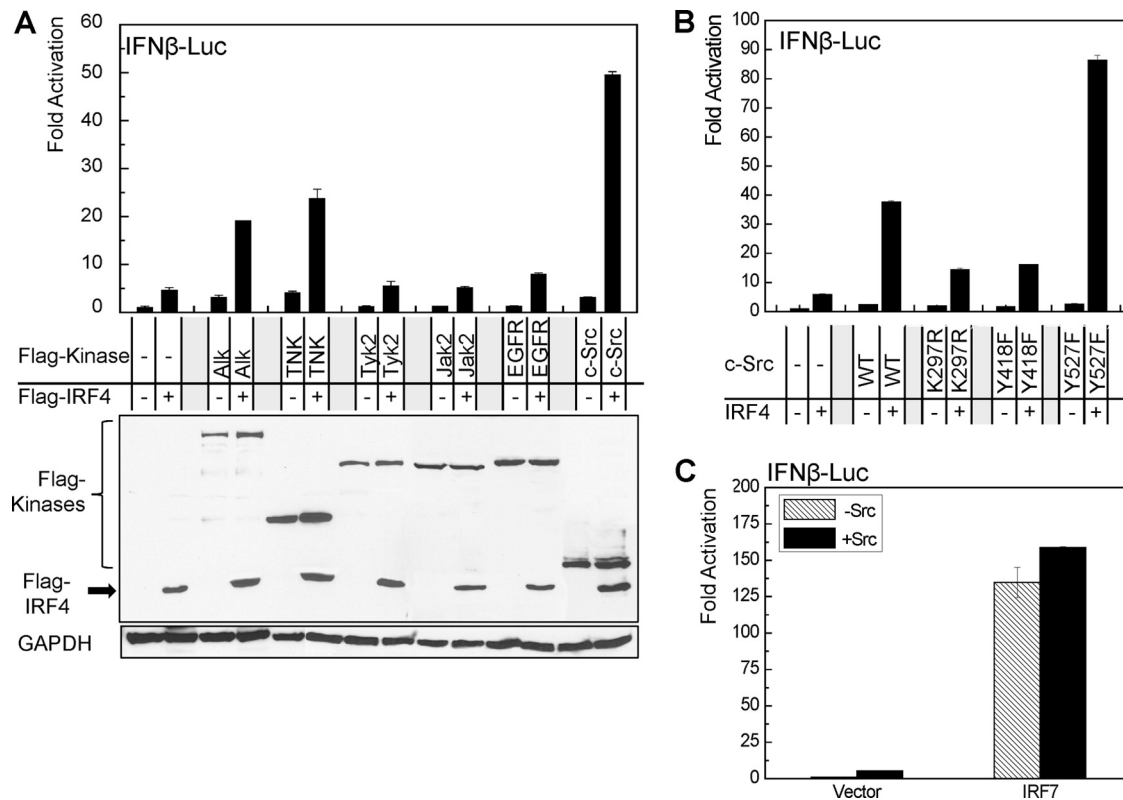 A
IFNβ-Luc
Fold Activation
60
50
40
30
20
10
5
0
Flag-Kinase - - Alk Alk TNK TNK Tyk2 Tyk2 Jak2 Jak2 EGFR EGFR c-Src c-Src
Flag-IRF4 - + - + - + - + - + - + - +
Flag-
Kinases
Flag-
IRF4
GAPDH
B
IFNβ-Luc
Fold Activation
100
90
80
70
60
50
40
30
20
10
0
c-Src - - WT WT K297R K297R Y418F Y418F Y527F Y527F
IRF4 - + - + - + - + - +
C
IFNβ-Luc
Fold Activation
200
175
150
125
100
75
50
25
0
-Src
+Src
Vector IRF7